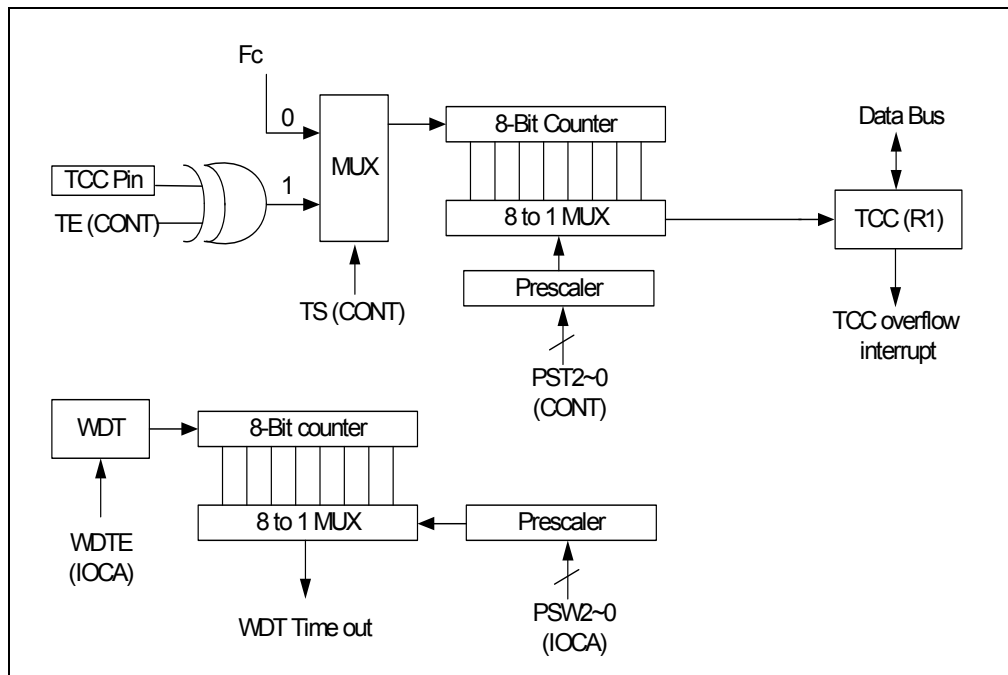 Fc
0
TCC Pin
TE (CONT)
1
MUX
TS (CONT)
8-Bit Counter
8 to 1 MUX
Prescaler
PST2~0
(CONT)
Data Bus
TCC (R1)
TCC overflow
interrupt
WDT
WDTE
(IOCA)
8-Bit counter
8 to 1 MUX
WDT Time out
Prescaler
PSW2~0
(IOCA)